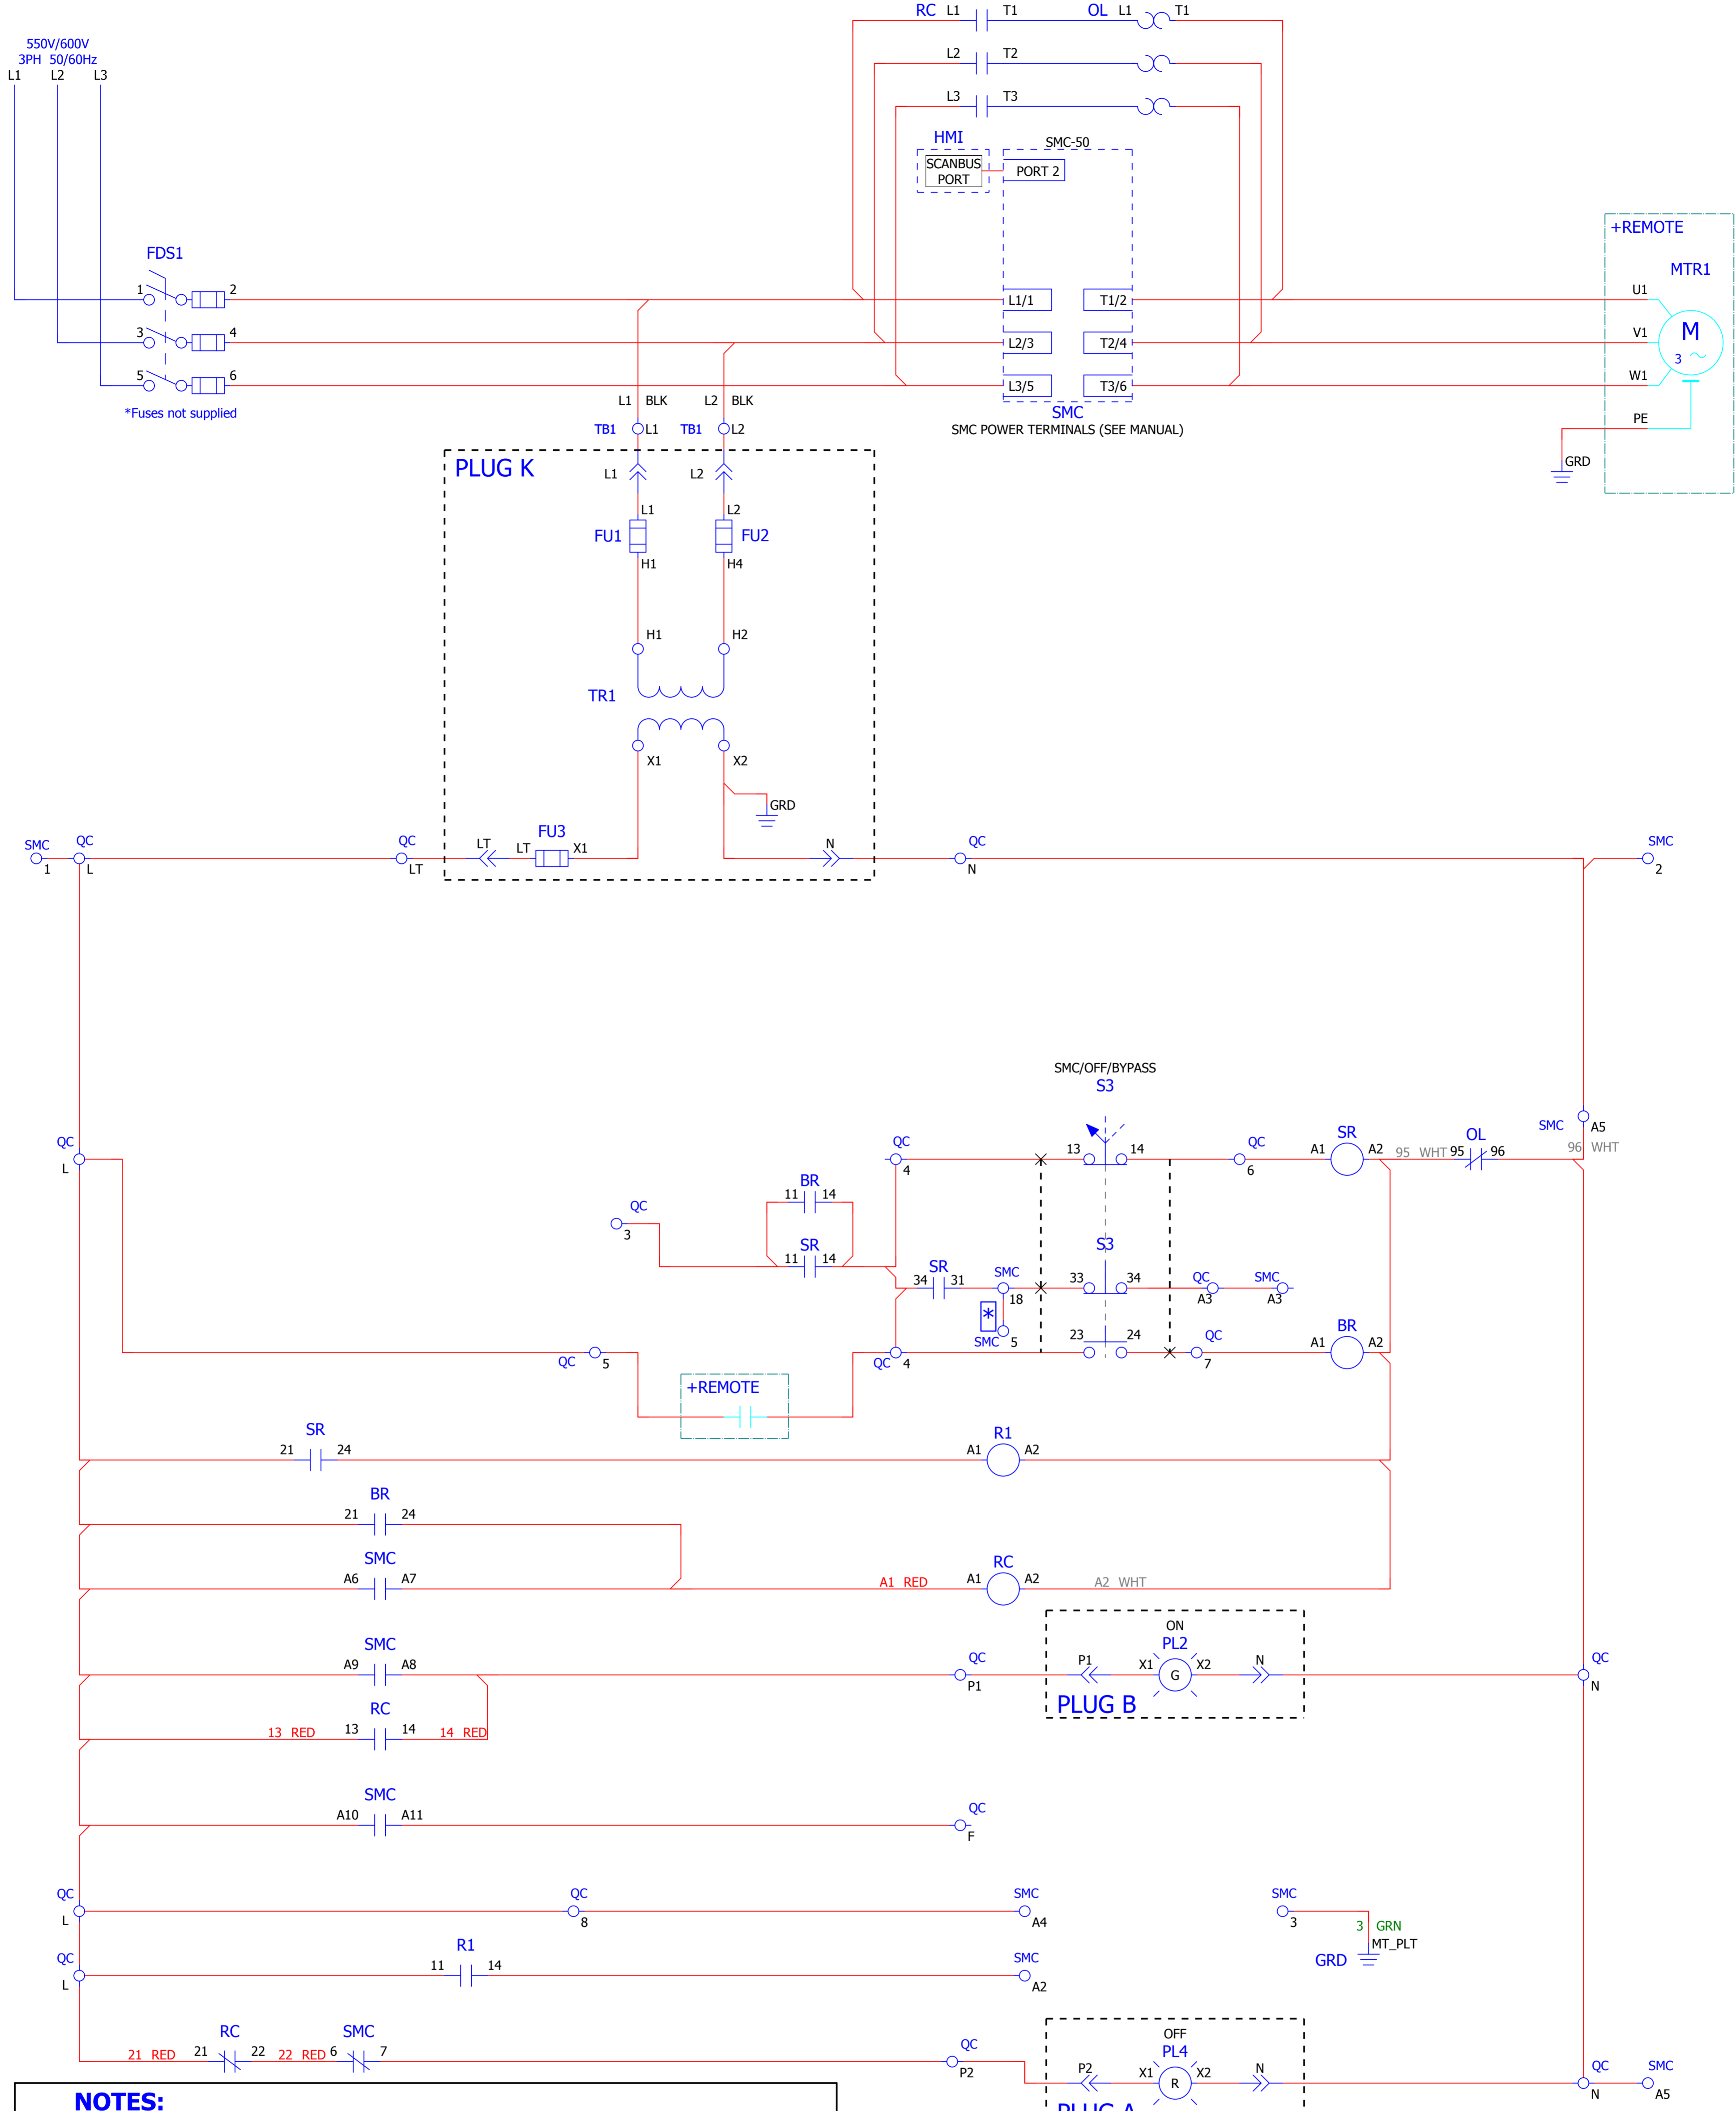 RC L1 T1 OL L1 T1
550V/600V
3PH 50/60Hz
L1 L2 L3
L2 T2
L3 T3
HMI
SMC-50
SCANBUS
PORT
PORT 2
+REMOTE
MTR1
FDS1
1 2
L1/1 T1/2
U1
3 4
L2/3 T2/4
V1
M
3
5 6
L3/5 T3/6
W1
*Fuses not supplied
L1 BLK L2 BLK
SMC
SMC POWER TERMINALS (SEE MANUAL)
PE
GRD
TB1 L1 TB1 L2
PLUG K
L1 L2
L1 L2
FU1 FU2
H1 H4
H1 H2
TR1
X1 X2
GRD
SMC QC QC LT LT FU3 X1 N QC SMC
1 L LT N 2
SMC/OFF/BYPASS
S3
SMC A5
QC
L
QC
4
13 14
QC
6
SR
A1 A2
95 WHT 95 OL 96
96 WHT
BR
11 14
QC
3
SR
11 14
S3
SR
34 31
SMC
18
33 34
QC
A3
SMC
A3
*
SMC 5
23 24
QC
7
BR
A1 A2
QC 5
QC 4
+REMOTE
SR
21 24
R1
A1 A2
BR
21 24
SMC
A6 A7
A1 RED
RC
A1 A2
A2 WHT
SMC
A9 A8
QC
P1
ON
PL2
P1 X1 G X2 N
PLUG B
QC
N
RC
13 RED 13 14 14 RED
SMC
A10 A11
QC
F
QC
L
QC
8
SMC
A4
SMC
3
3 GRN
MT_PLT
GRD
QC
L
R1
11 14
SMC
A2
RC SMC
21 RED 21 22 22 RED 6 7
QC
P2
OFF
PL4
P2 X1 R X2 N
PLUG A
QC
N
SMC
A5
NOTES: